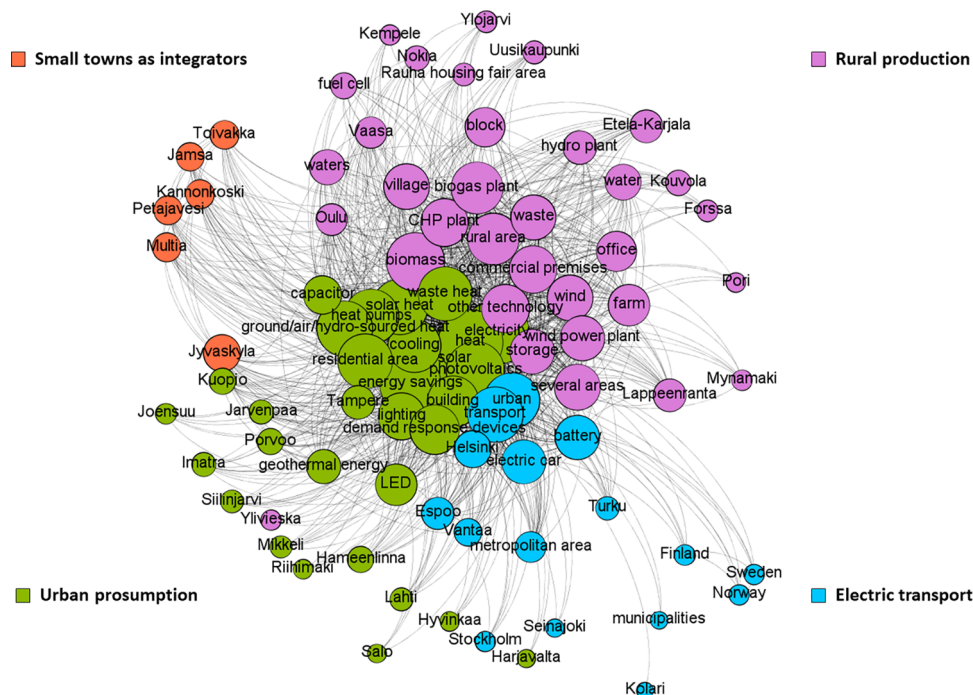 Ylojarvi
Kempele
Uusikaupunki
Nokia
Small towns as integrators
Rural production
Rauha housing fair area
fuel cell
Etela-Karjala
block
Toivakka
Vaasa
hydro plant
Jamsa
waters
water
Kouvola
village
biogas plant
Kannonkoski
Petajavesi
Forssa
Oulu
CHP plant
waste
rural area
Multia
office
biomass
commercial premises
Pori
capacitor
waste heat
solar heat
other technology
wind
farm
heat pumps
ground/air/hydro-sourced heat
electricity
wind power plant
cooling
heat
storage
Jyvaskyla
residential area
solar
photovoltaics
Kuopio
energy savings
several areas
Mynamaki
Lappeenranta
Tampere
building
urban
Joensuu
Jarvenpaa
lighting
transport
demand response
devices
Porvoo
Helsinki
battery
Imatra
geothermal energy
electric car
LED
Siilinjarvi
Turku
Ylivieska
Espoo
Vantaa
Mikkeli
metropolitan area
Hameenlinna
Riihimaki
Finland
Sweden
Urban prosumption
Lahti
Norway
Electric transport
Hyvinkaa
municipalities
Seinajoki
Stockholm
Salo
Harjavalta
Kolari